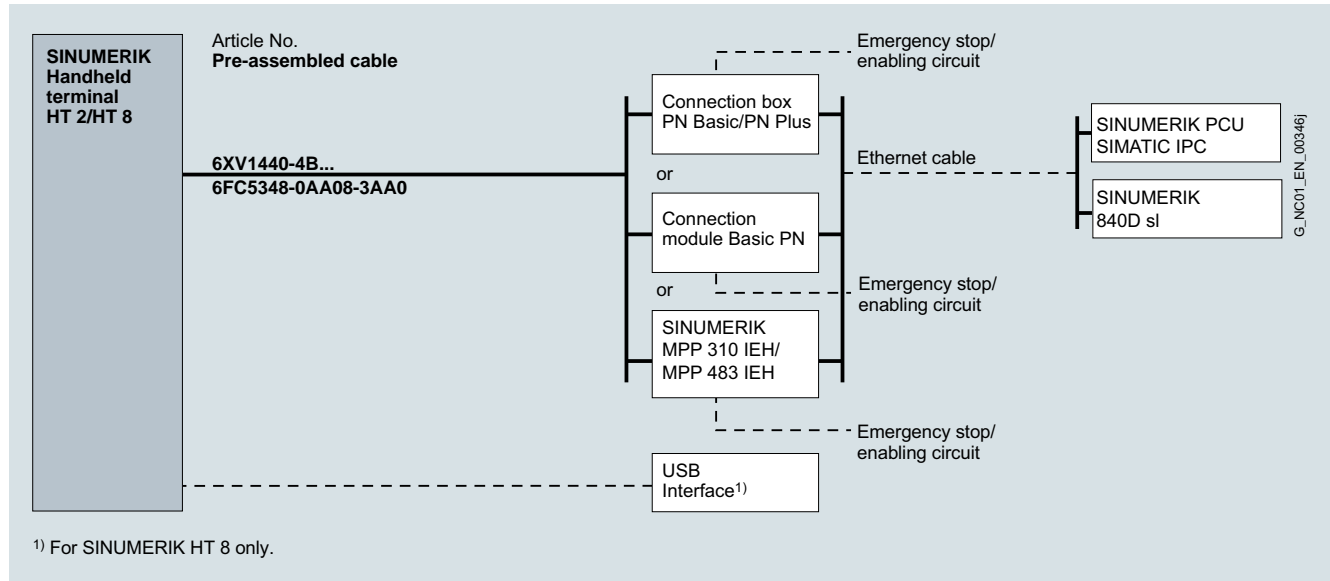 SINUMERIK
Handheld
terminal
HT 2/HT 8
Article No.
Pre-assembled cable
6XV1440-4B...
6FC5348-0AA08-3AA0
Emergency stop/
enabling circuit
Connection box
PN Basic/PN Plus
or
Connection
module Basic PN
Emergency stop/
enabling circuit
or
SINUMERIK
MPP 310 IEH/
MPP 483 IEH
Emergency stop/
enabling circuit
USB
Interface1)
Ethernet cable
SINUMERIK PCU
SIMATIC IPC
SINUMERIK
840D sl
G_NC01_EN_00346j
1) For SINUMERIK HT 8 only.